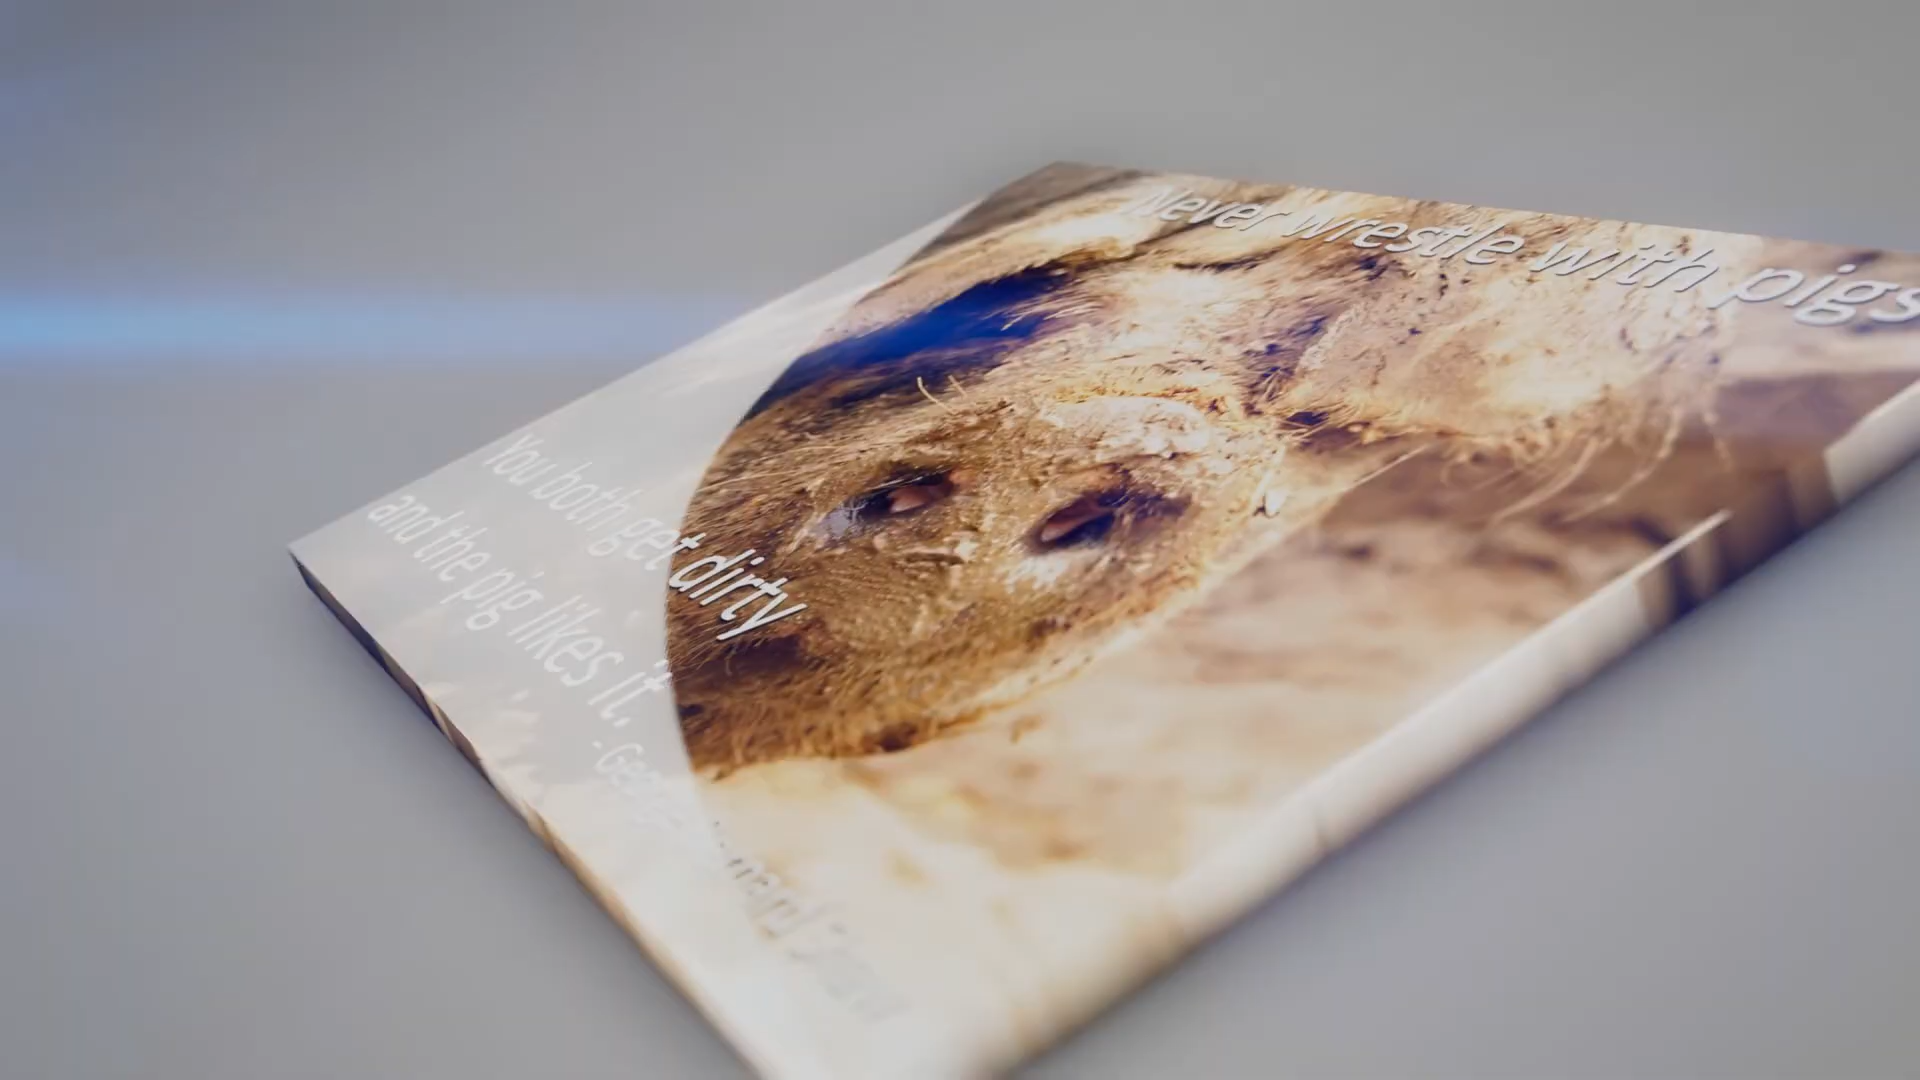 Never wrestle with pigs
You both get dirty
and the pig likes it.